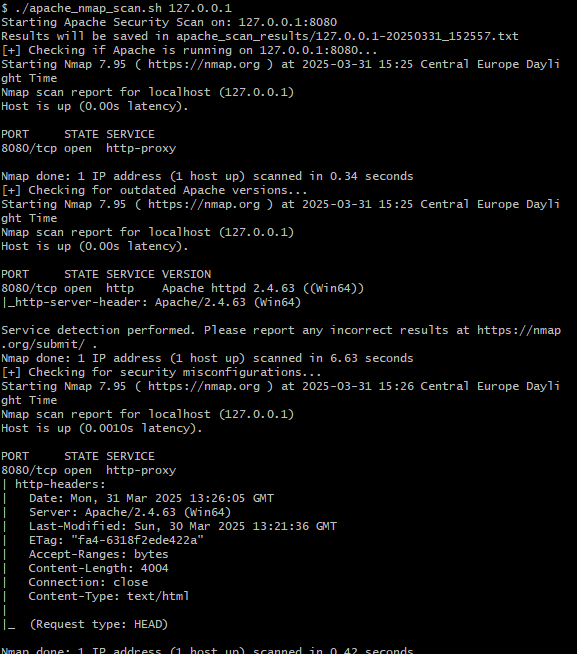 $ ./apache_nmap_scan.sh 127.0.0.1
Starting Apache Security Scan on: 127.0.0.1:8080
Results will be saved in apache_scan_results/127.0.0.1-20250331_152557.txt
[+] Checking if Apache is running on 127.0.0.1:8080...
Starting Nmap 7.95 ( https://nmap.org ) at 2025-03-31 15:25 Central Europe Dayli
ght Time
Nmap scan report for localhost (127.0.0.1)
Host is up (0.00s latency).

PORT     STATE SERVICE
8080/tcp open  http-proxy

Nmap done: 1 IP address (1 host up) scanned in 0.34 seconds
[+] Checking for outdated Apache versions...
Starting Nmap 7.95 ( https://nmap.org ) at 2025-03-31 15:25 Central Europe Dayli
ght Time
Nmap scan report for localhost (127.0.0.1)
Host is up (0.00s latency).

PORT     STATE SERVICE VERSION
8080/tcp open  http    Apache httpd 2.4.63 ((Win64))
|_http-server-header: Apache/2.4.63 (Win64)

Service detection performed. Please report any incorrect results at https://nmap
.org/submit/ .
Nmap done: 1 IP address (1 host up) scanned in 6.63 seconds
[+] Checking for security misconfigurations...
Starting Nmap 7.95 ( https://nmap.org ) at 2025-03-31 15:26 Central Europe Dayli
ght Time
Nmap scan report for localhost (127.0.0.1)
Host is up (0.0010s latency).

PORT     STATE SERVICE
8080/tcp open  http-proxy
| http-headers:
|   Date: Mon, 31 Mar 2025 13:26:05 GMT
|   Server: Apache/2.4.63 (Win64)
|   Last-Modified: Sun, 30 Mar 2025 13:21:36 GMT
|   ETag: "fa4-6318f2ede422a"
|   Accept-Ranges: bytes
|   Content-Length: 4004
|   Connection: close
|   Content-Type: text/html
|
|_  (Request type: HEAD)

Nmap done: 1 IP address (1 host up) scanned in 0.42 seconds